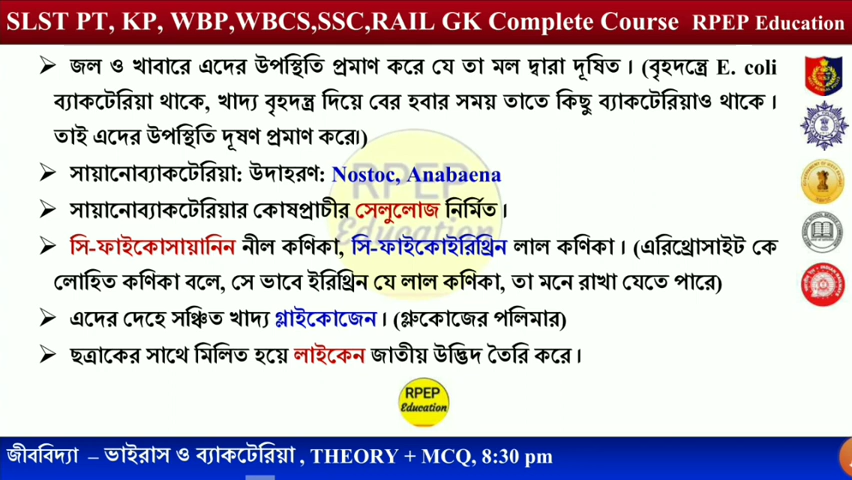 SLST PT, KP, WBP,WBCS,SSC,RAIL GK Complete Course RPEP Education
➢ জল ও খাবারে এদের উপস্থিতি প্রমাণ করে যে তা মল দ্বারা দূষিত। (বৃহদন্ত্রে E. coli
ব্যাকটেরিয়া থাকে, খাদ্য বৃহদন্ত্র দিয়ে বের হবার সময় তাতে কিছু ব্যাকটেরিয়াও থাকে।
তাই এদের উপস্থিতি দূষণ প্রমাণ করে৷)
➢ সায়ানোব্যাকটেরিয়া: উদাহরণ: Nostoc, Anabaena
➢ সায়ানোব্যাকটেরিয়ার কোষপ্রাচীর সেলুলোজ নির্মিত।
➢ সি-ফাইকোসায়ানিন নীল কণিকা, সি-ফাইকোইরিথ্রিন লাল কণিকা। (এরিথ্রোসাইট কে
লোহিত কণিকা বলে, সে ভাবে ইরিথ্রিন যে লাল কণিকা, তা মনে রাখা যেতে পারে)
➢ এদের দেহে সঞ্চিত খাদ্য গ্লাইকোজেন। (গ্লুকোজের পলিমার)
➢ ছত্রাকের সাথে মিলিত হয়ে লাইকেন জাতীয় উদ্ভিদ তৈরি করে।
RPEP
Education
RPEP
Education
জীববিদ্যা – ভাইরাস ও ব্যাকটেরিয়া , THEORY + MCQ, 8:30 pm